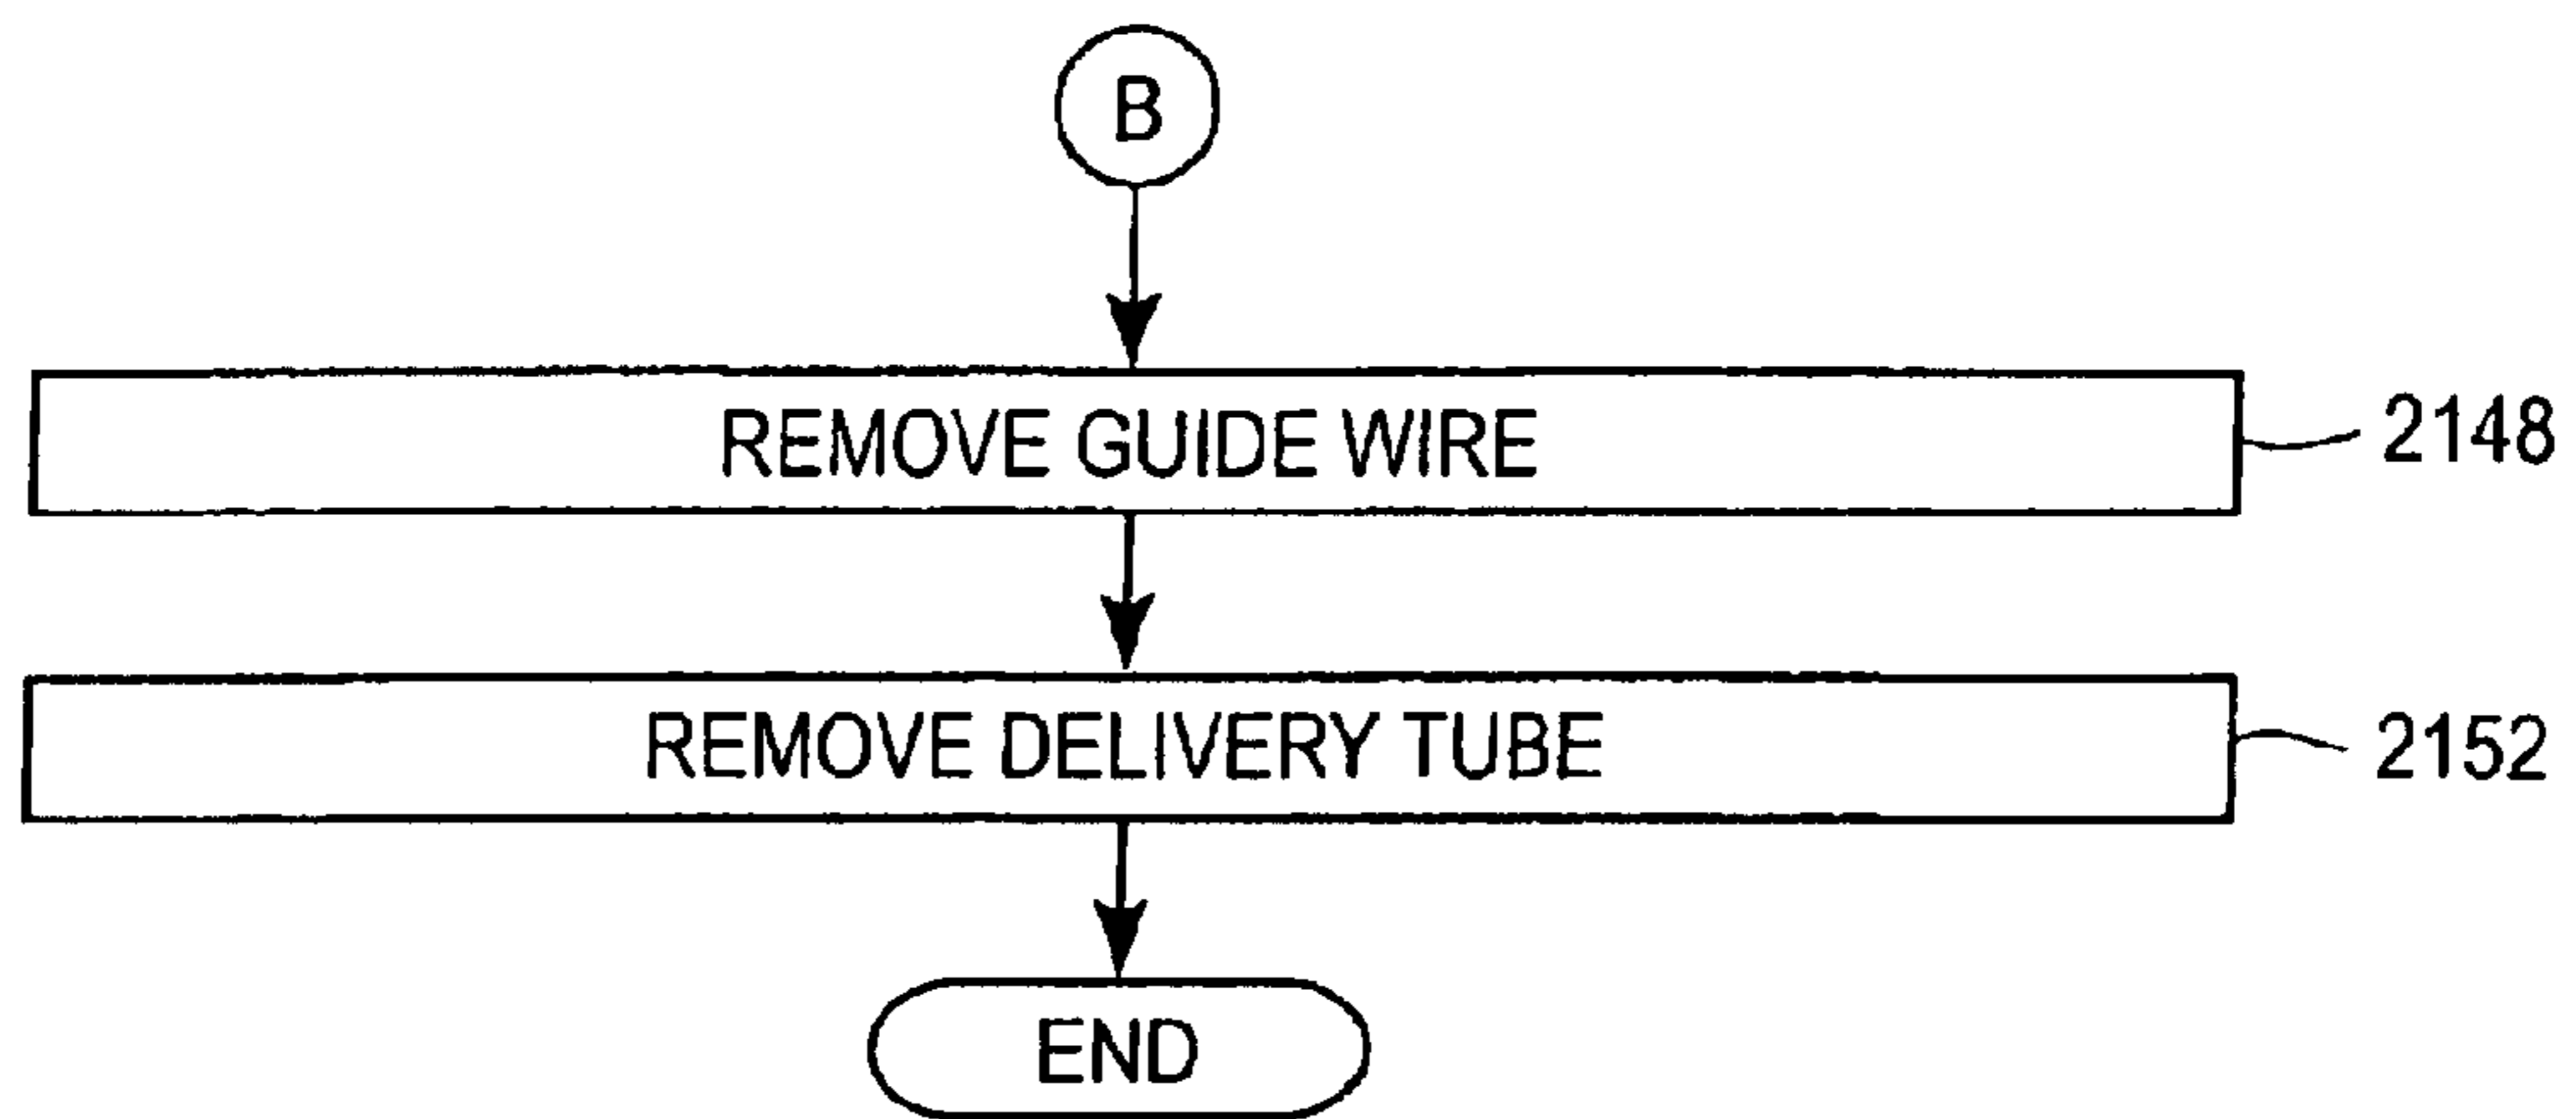 B
REMOVE GUIDE WIRE
2148
REMOVE DELIVERY TUBE
2152
END